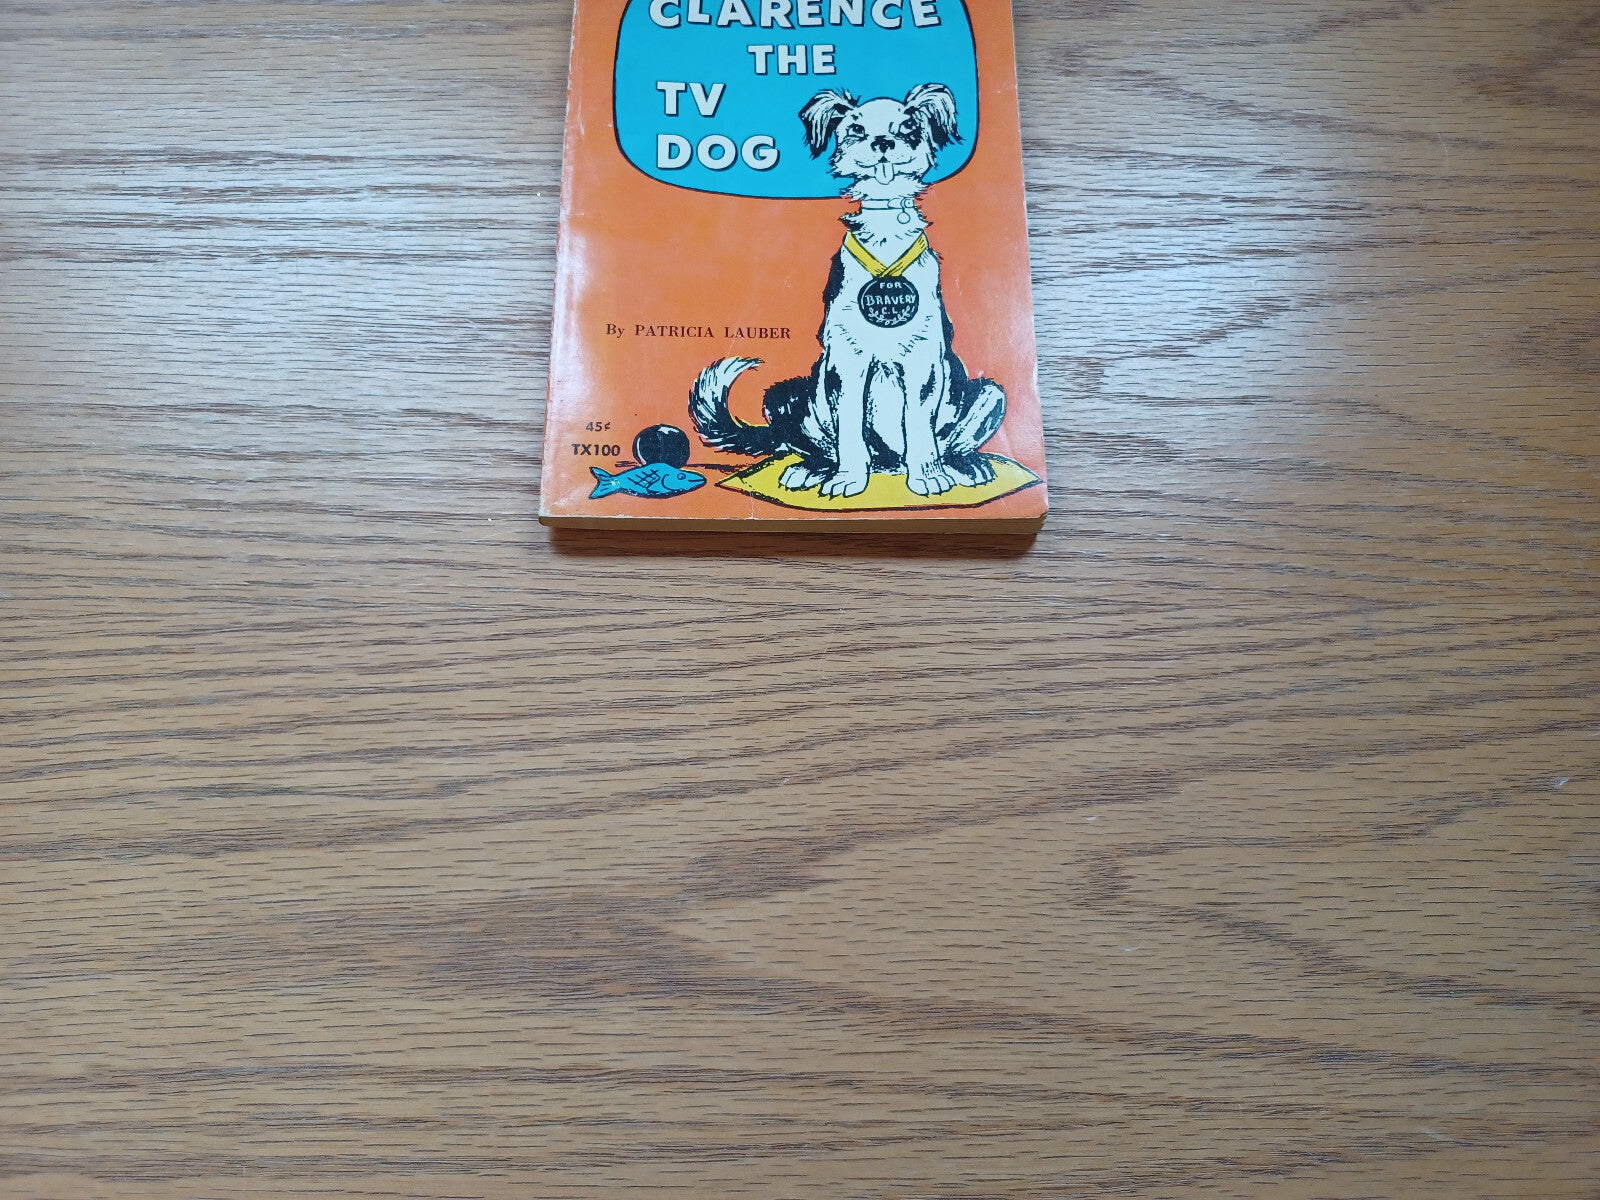 CLARENCE
THE
TV
DOG
FOR
BRAVERY
C.L.
By PATRICIA LAUBER
45¢
TX100